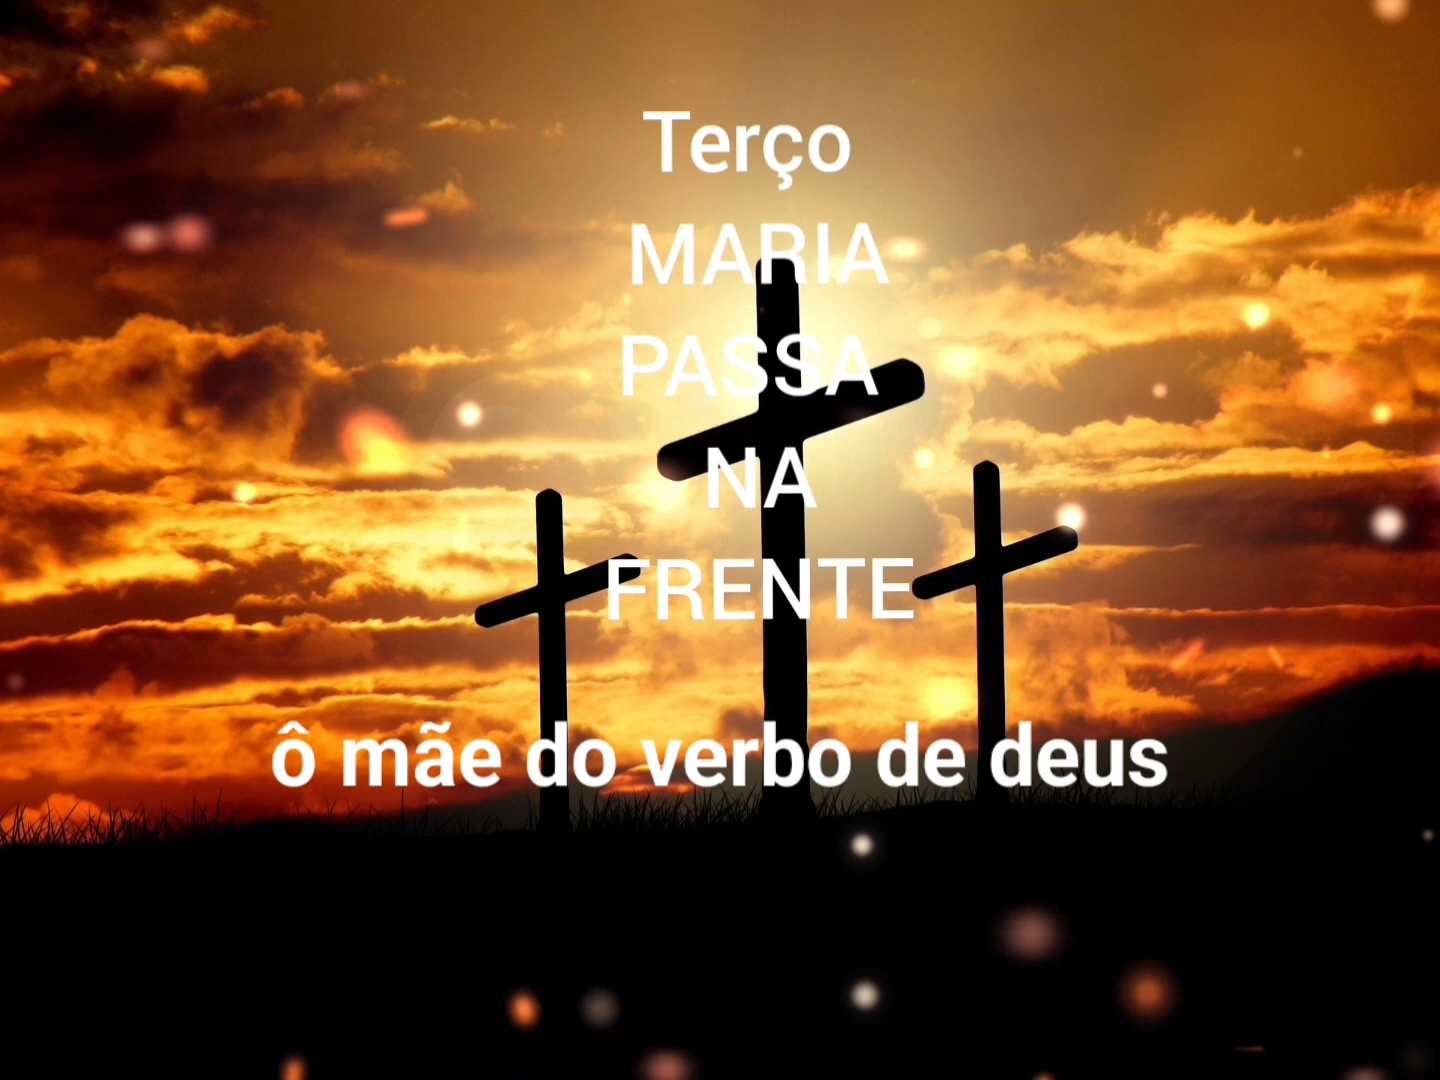 Terço
MARIA
PASSA
NA
FRENTE
ô mãe do verbo de deus